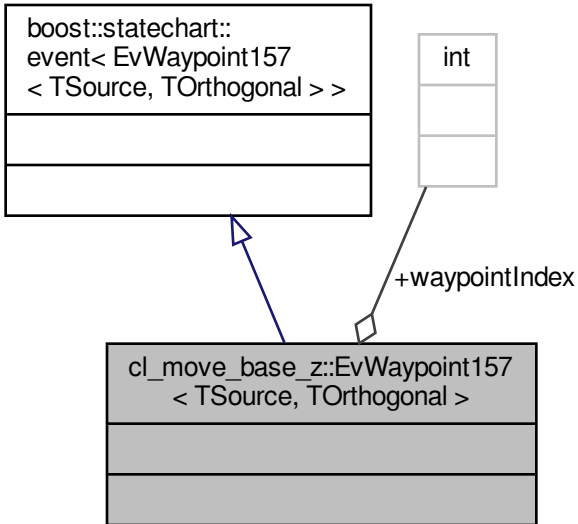 boost::statechart::
event< EvWaypoint157
< TSource, TOrthogonal > >
int
+waypointIndex
cl_move_base_z::EvWaypoint157
< TSource, TOrthogonal >